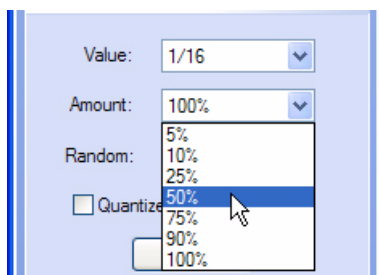 Value: 1/16
Amount: 100%
5%
Random: 10%
25%
Quantize 50%
75%
90%
100%